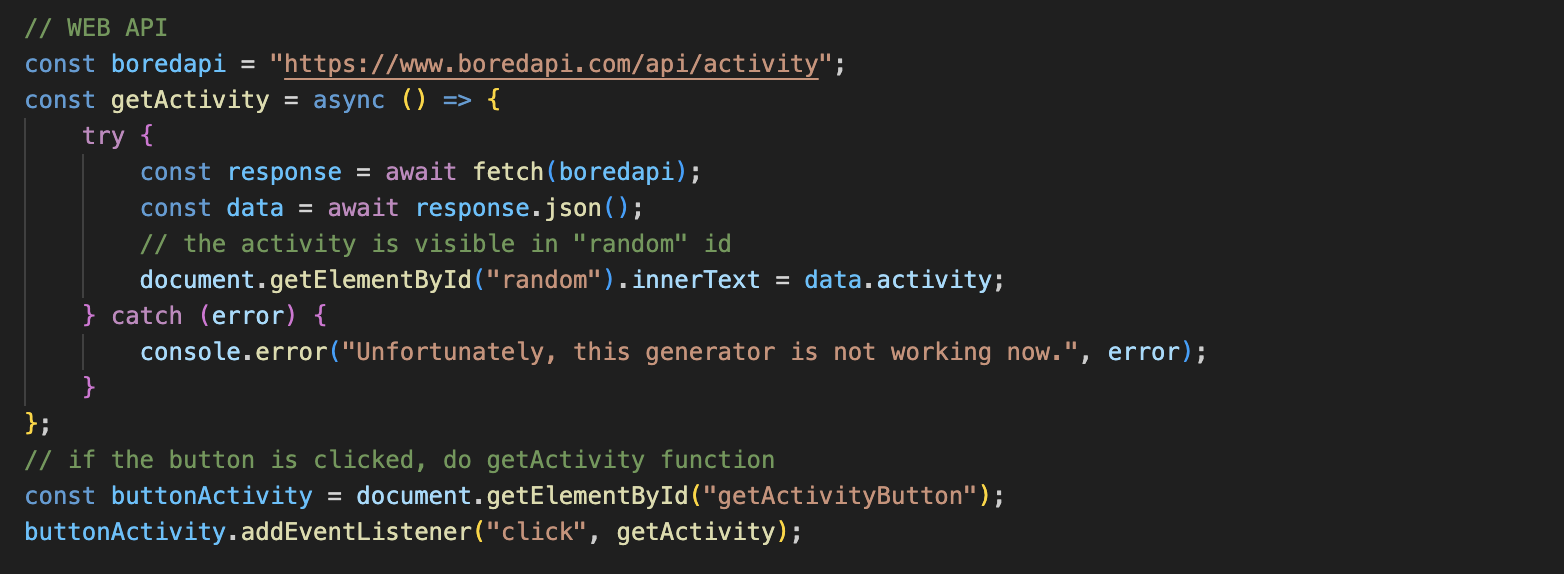 // WEB API
const boredapi = "https://www.boredapi.com/api/activity";
const getActivity = async () => {
    try {
        const response = await fetch(boredapi);
        const data = await response.json();
        // the activity is visible in "random" id
        document.getElementById("random").innerText = data.activity;
    } catch (error) {
        console.error("Unfortunately, this generator is not working now.", error);
    }
};
// if the button is clicked, do getActivity function
const buttonActivity = document.getElementById("getActivityButton");
buttonActivity.addEventListener("click", getActivity);